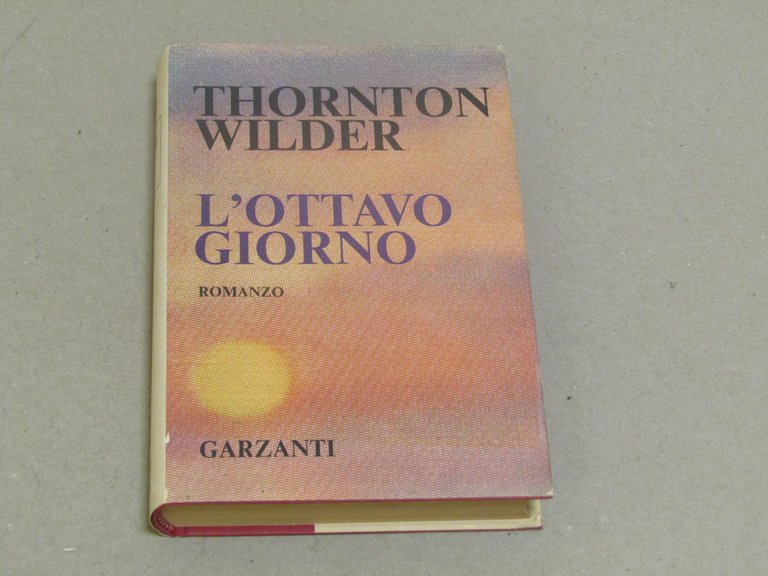 THORNTON
WILDER
L'OTTAVO
GIORNO
ROMANZO
GARZANTI